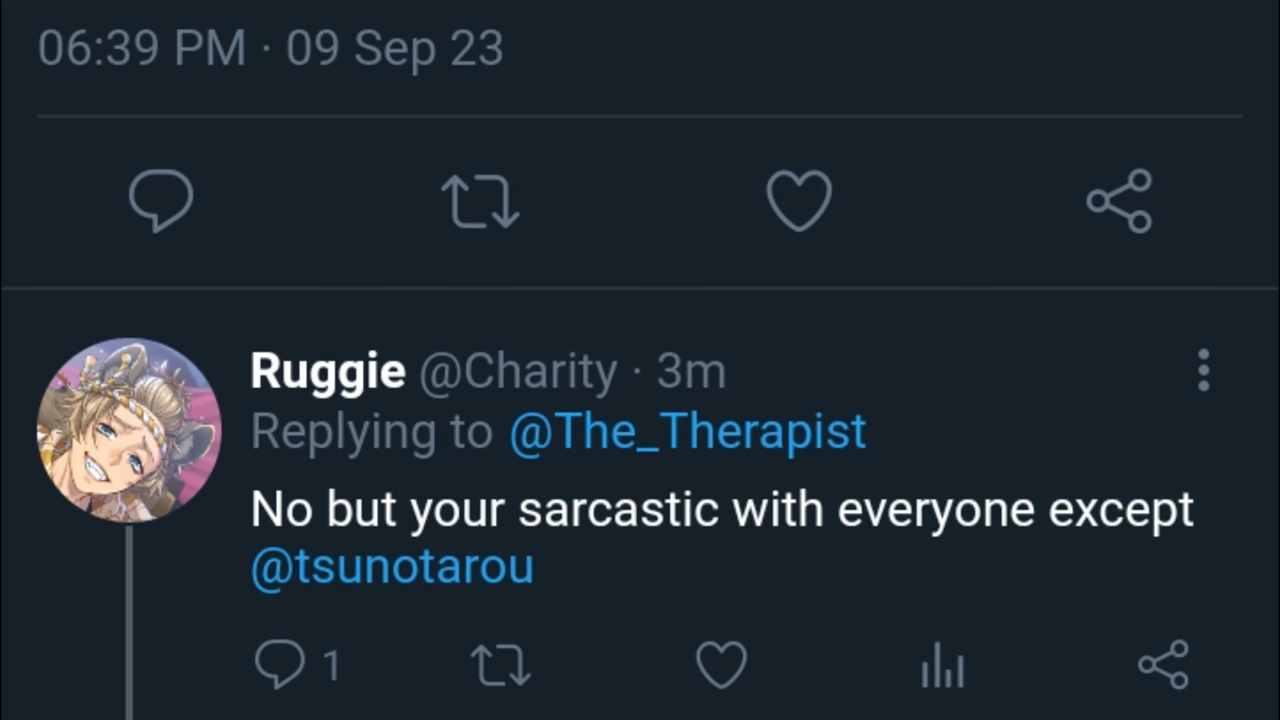 06:39 PM · 09 Sep 23
Ruggie @Charity · 3m
Replying to @The_Therapist
No but your sarcastic with everyone except
@tsunotarou
1